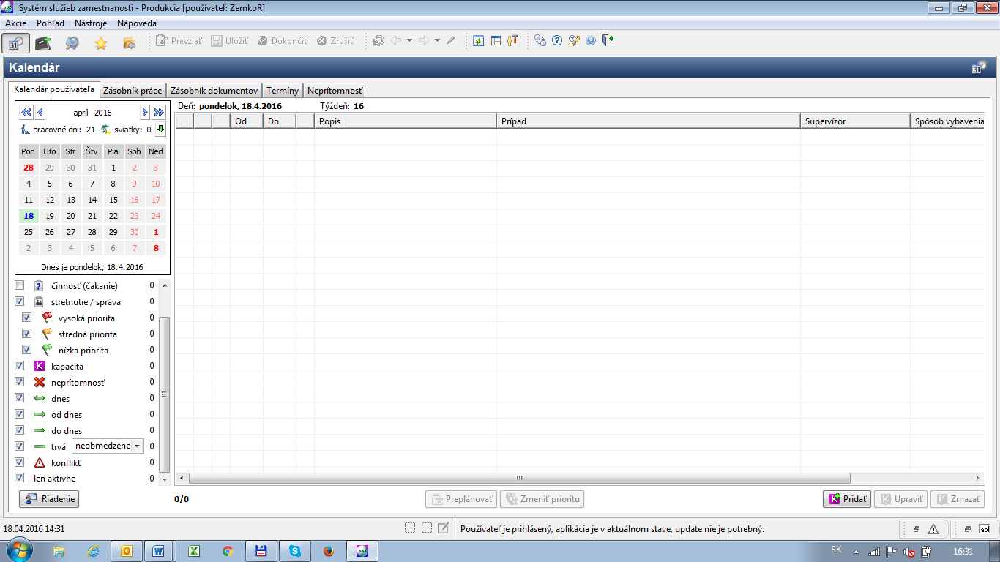 Systém služieb zamestnanosti - Produkcia [používateľ: ZemkoR]
Akcie Pohľad Nástroje Nápoveda
31 Prevziať Uložiť Dokončiť Zrušiť
Kalendár 31
Kalendár používateľa Zásobník práce Zásobník dokumentov Termíny Neprítomnosť
apríl 2016 Deň: pondelok, 18.4.2016 Týždeň: 16
Od Do Popis Prípad Supervízor Spôsob vybavenia
pracovné dni: 21 sviatky: 0
Pon Uto Str Štv Pia Sob Ned
28 29 30 31 1 2 3
4 5 6 7 8 9 10
11 12 13 14 15 16 17
18 19 20 21 22 23 24
25 26 27 28 29 30 1
2 3 4 5 6 7 8
Dnes je pondelok, 18.4.2016
? činnosť (čakanie) 0
stretnutie / správa 0
vysoká priorita 0
stredná priorita 0
nízka priorita 0
K kapacita 0
neprítomnosť 0
dnes 0
od dnes 0
do dnes 0
trvá neobmedzene 0
konflikt 0
len aktívne 0
Riadenie 0/0 Preplánovať Zmeniť prioritu K Pridať K Upraviť K Zmazať
18.04.2016 14:31 Používateľ je prihlásený, aplikácia je v aktuálnom stave, update nie je potrebný. ab
SK 16:31